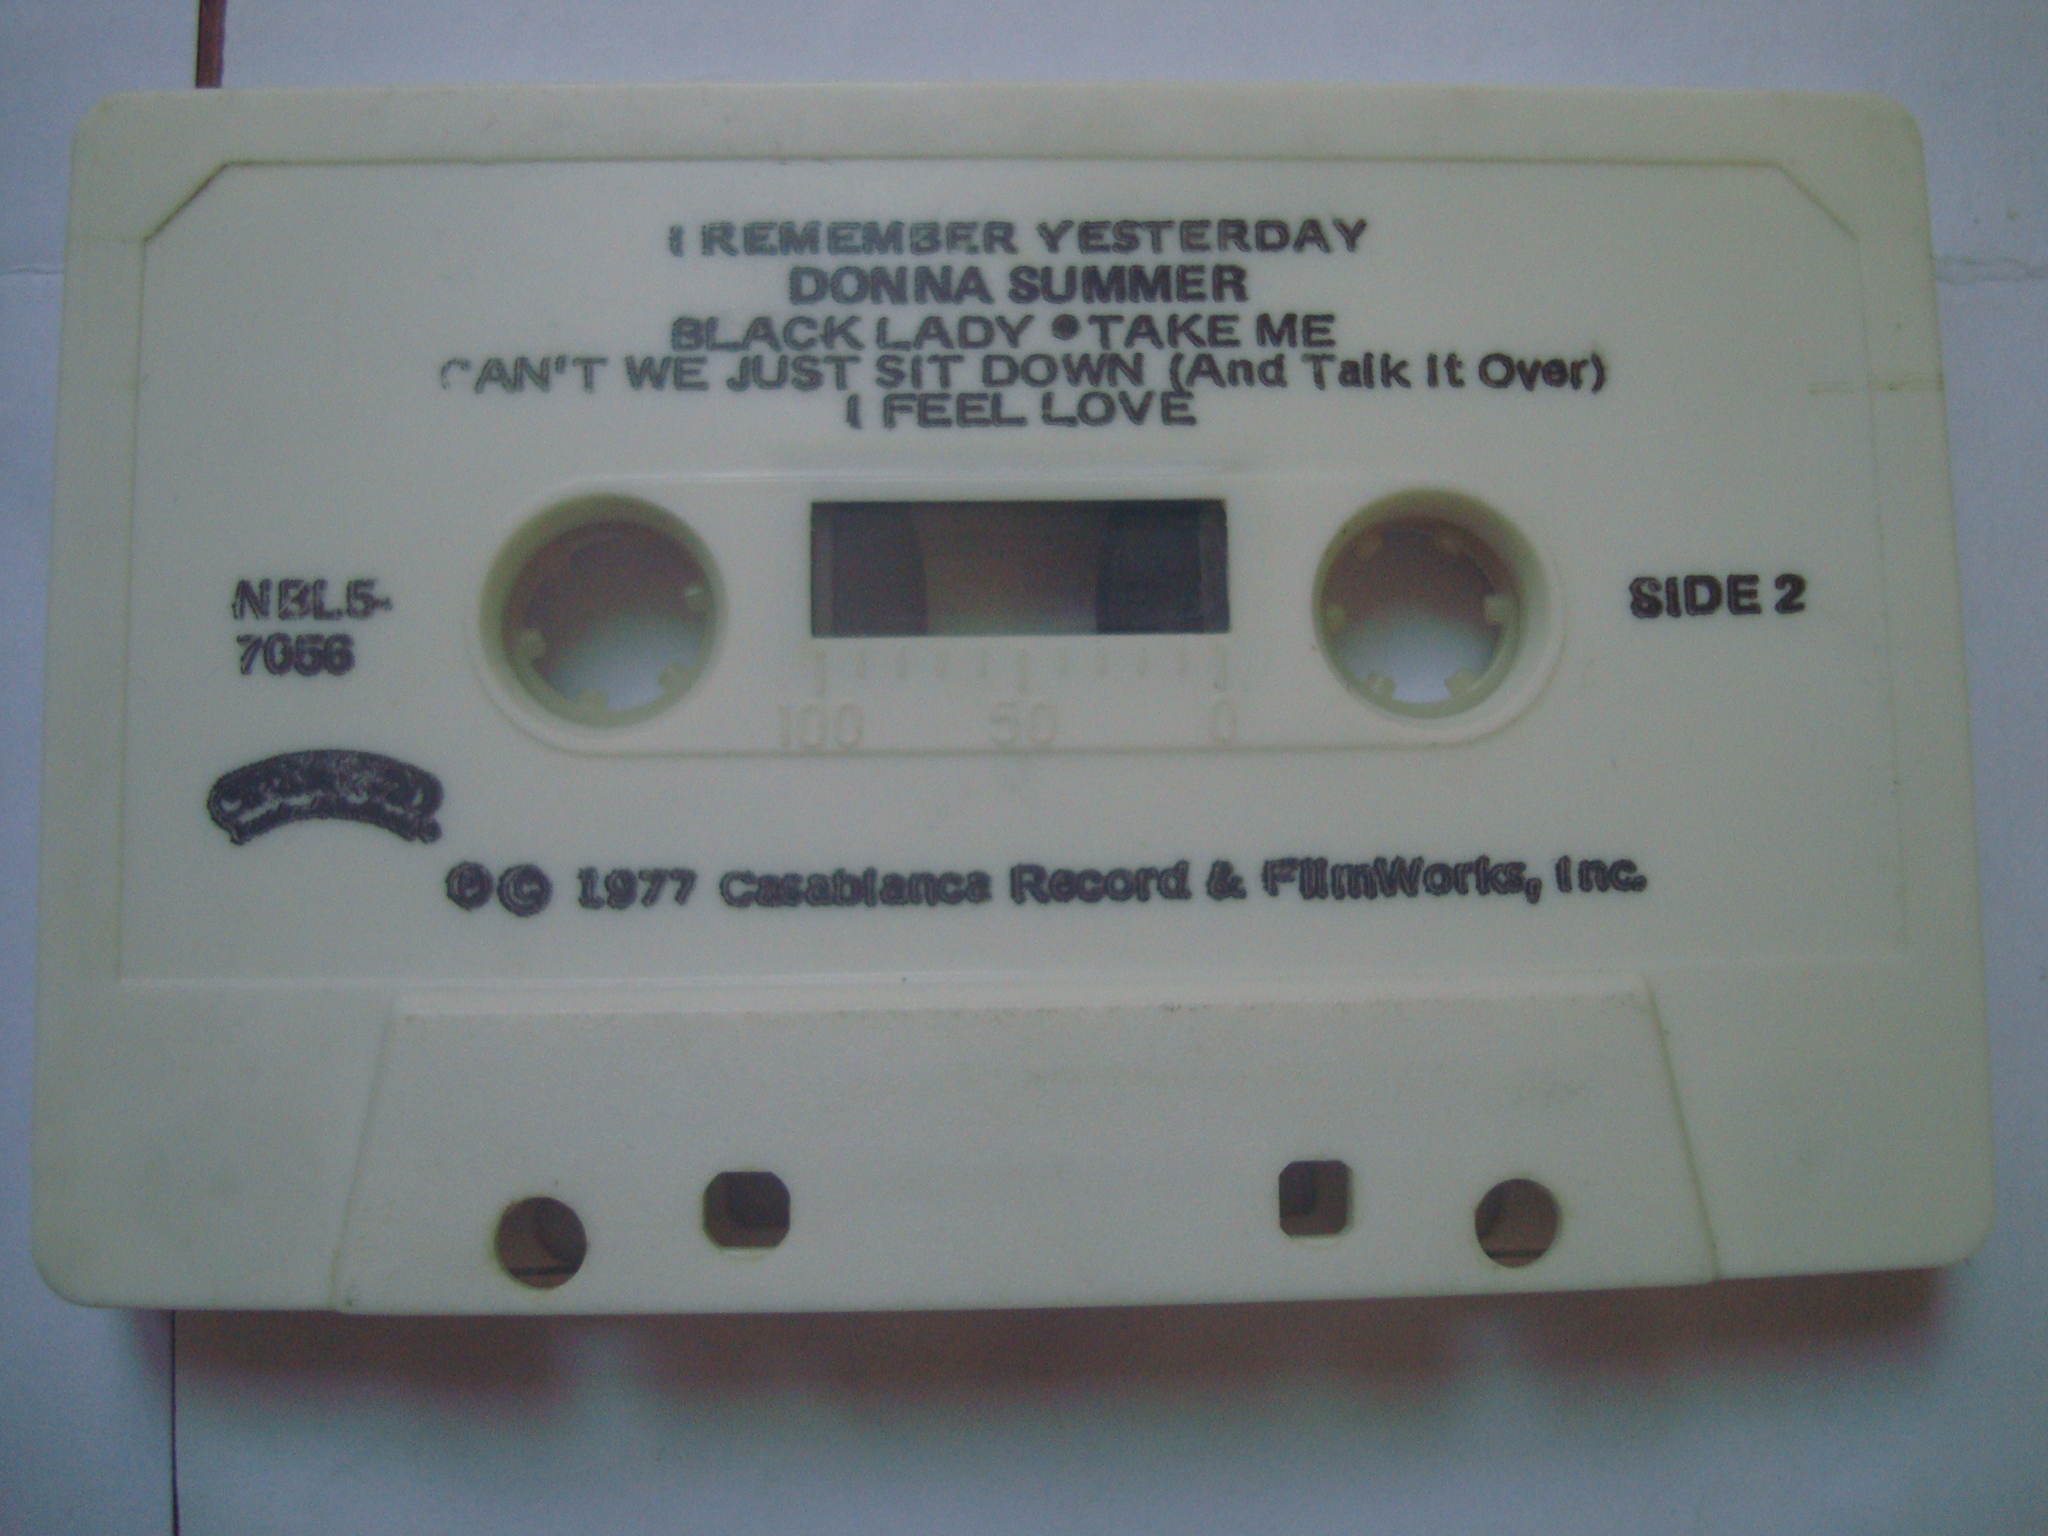 I REMEMBER YESTERDAY
DONNA SUMMER
BLACK LADY • TAKE ME
CAN'T WE JUST SIT DOWN (And Talk It Over)
I FEEL LOVE
NBL5-
7056
SIDE 2
100 50 0
℗© 1977 Casablanca Record & FilmWorks, Inc.